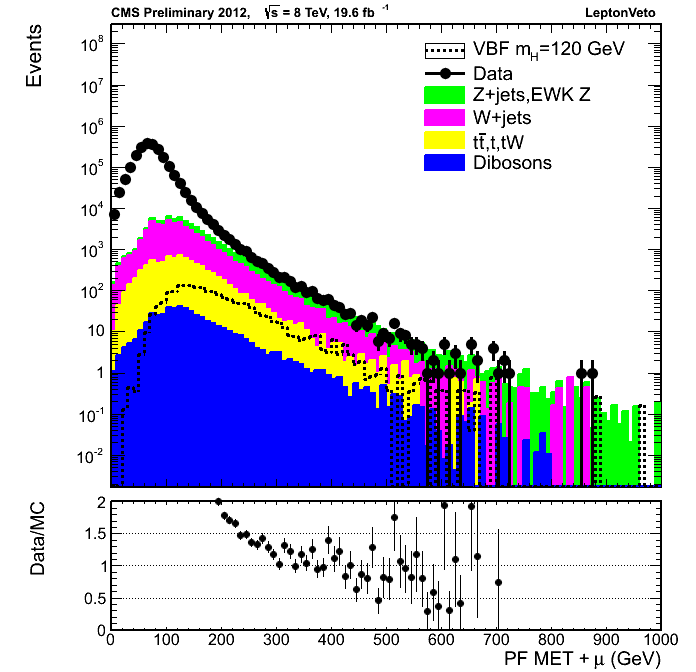 CMS Preliminary 2012, √s = 8 TeV, 19.6 fb⁻¹ LeptonVeto
Events
10⁸
10⁷
10⁶
10⁵
10⁴
10³
10²
10
1
10⁻¹
10⁻²
VBF m_H=120 GeV
Data
Z+jets,EWK Z
W+jets
tt̄,t,tW
Dibosons
Data/MC
2
1.5
1
0.5
0
0 100 200 300 400 500 600 700 800 900 1000
PF MET + μ (GeV)